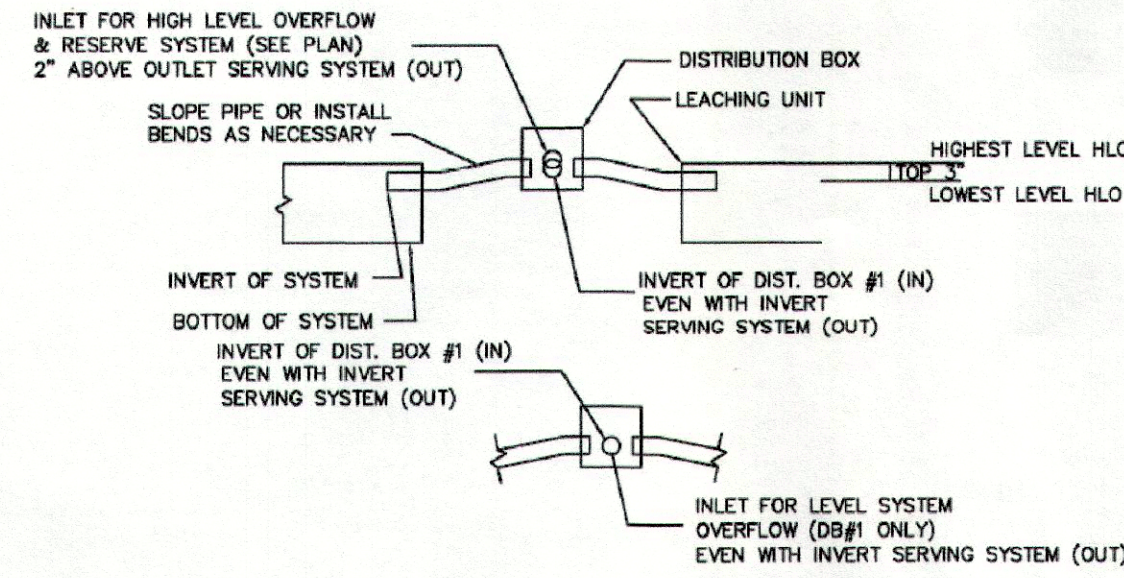 INLET FOR HIGH LEVEL OVERFLOW
& RESERVE SYSTEM (SEE PLAN)
2" ABOVE OUTLET SERVING SYSTEM (OUT)
DISTRIBUTION BOX
SLOPE PIPE OR INSTALL
BENDS AS NECESSARY
LEACHING UNIT
HIGHEST LEVEL HLO
TOP 3"
LOWEST LEVEL HLO
INVERT OF SYSTEM
BOTTOM OF SYSTEM
INVERT OF DIST. BOX #1 (IN)
EVEN WITH INVERT
SERVING SYSTEM (OUT)
INVERT OF DIST. BOX #1 (IN)
EVEN WITH INVERT
SERVING SYSTEM (OUT)
INLET FOR LEVEL SYSTEM
OVERFLOW (DB#1 ONLY)
EVEN WITH INVERT SERVING SYSTEM (OUT)